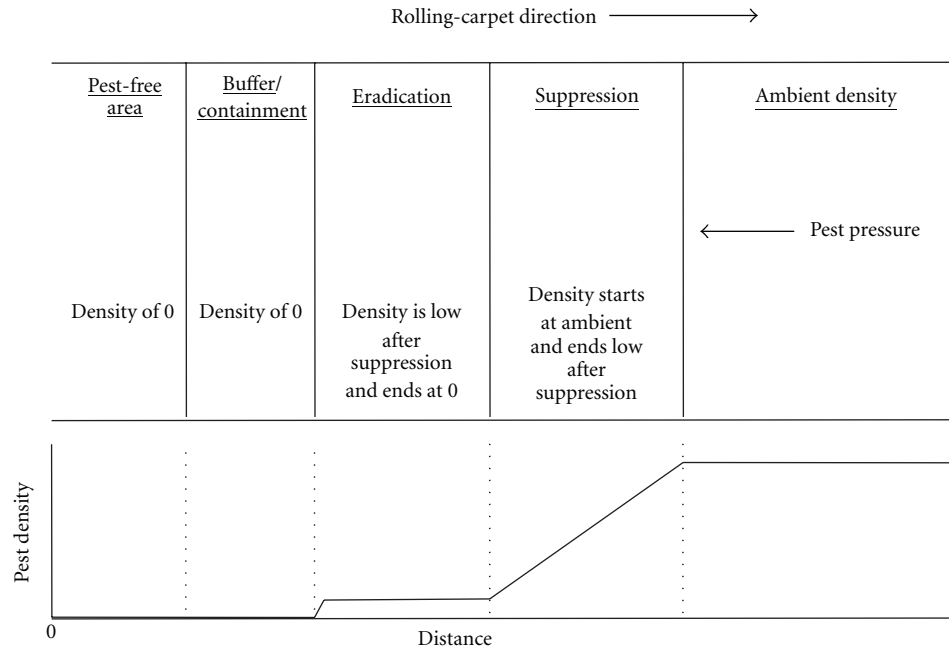 Rolling-carpet direction
Pest-free
area
Buffer/
containment
Eradication
Suppression
Ambient density
Pest pressure
Density of 0
Density of 0
Density is low
after
suppression
and ends at 0
Density starts
at ambient
and ends low
after
suppression
Pest density
0
Distance